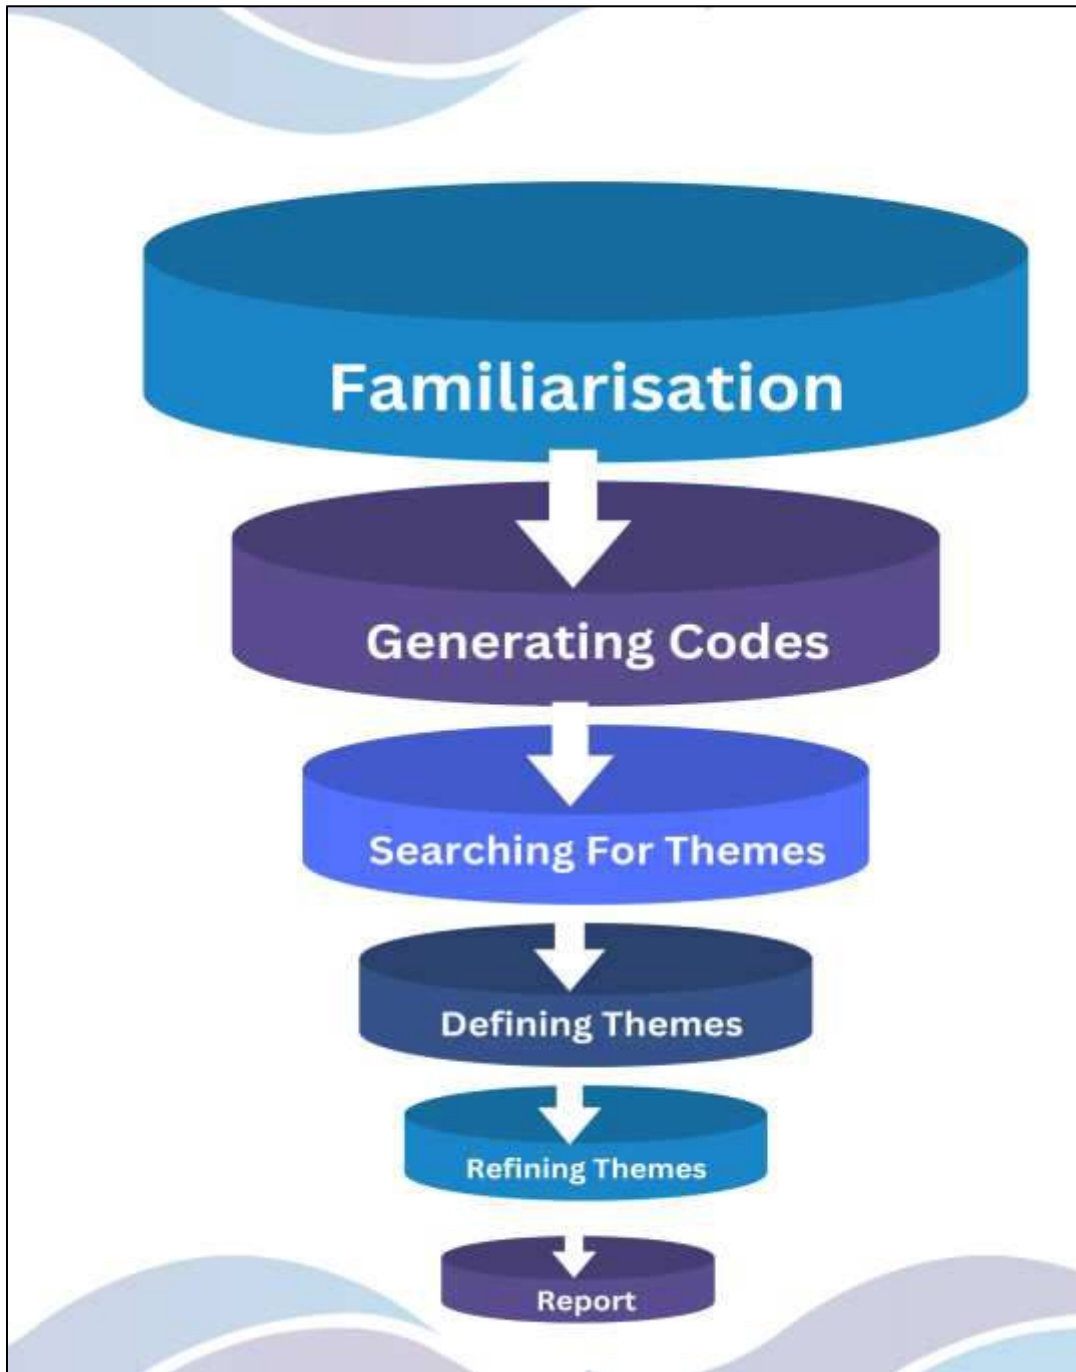 Familiarisation
Generating Codes
Searching For Themes
Defining Themes
Refining Themes
Report